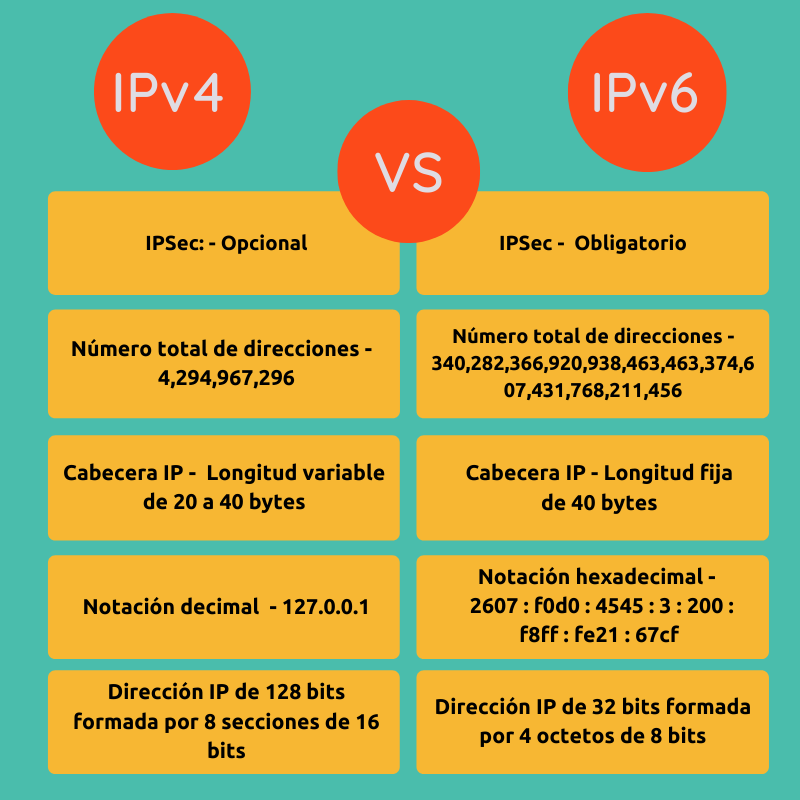 IPv4
IPv6
VS
IPSec: - Opcional
IPSec -  Obligatorio
Número total de direcciones -
4,294,967,296
Número total de direcciones -
340,282,366,920,938,463,463,374,6
07,431,768,211,456
Cabecera IP -  Longitud variable
de 20 a 40 bytes
Cabecera IP - Longitud fija
de 40 bytes
Notación decimal  - 127.0.0.1
Notación hexadecimal -
2607 : f0d0 : 4545 : 3 : 200 :
f8ff : fe21 : 67cf
Dirección IP de 128 bits
formada por 8 secciones de 16
bits
Dirección IP de 32 bits formada
por 4 octetos de 8 bits